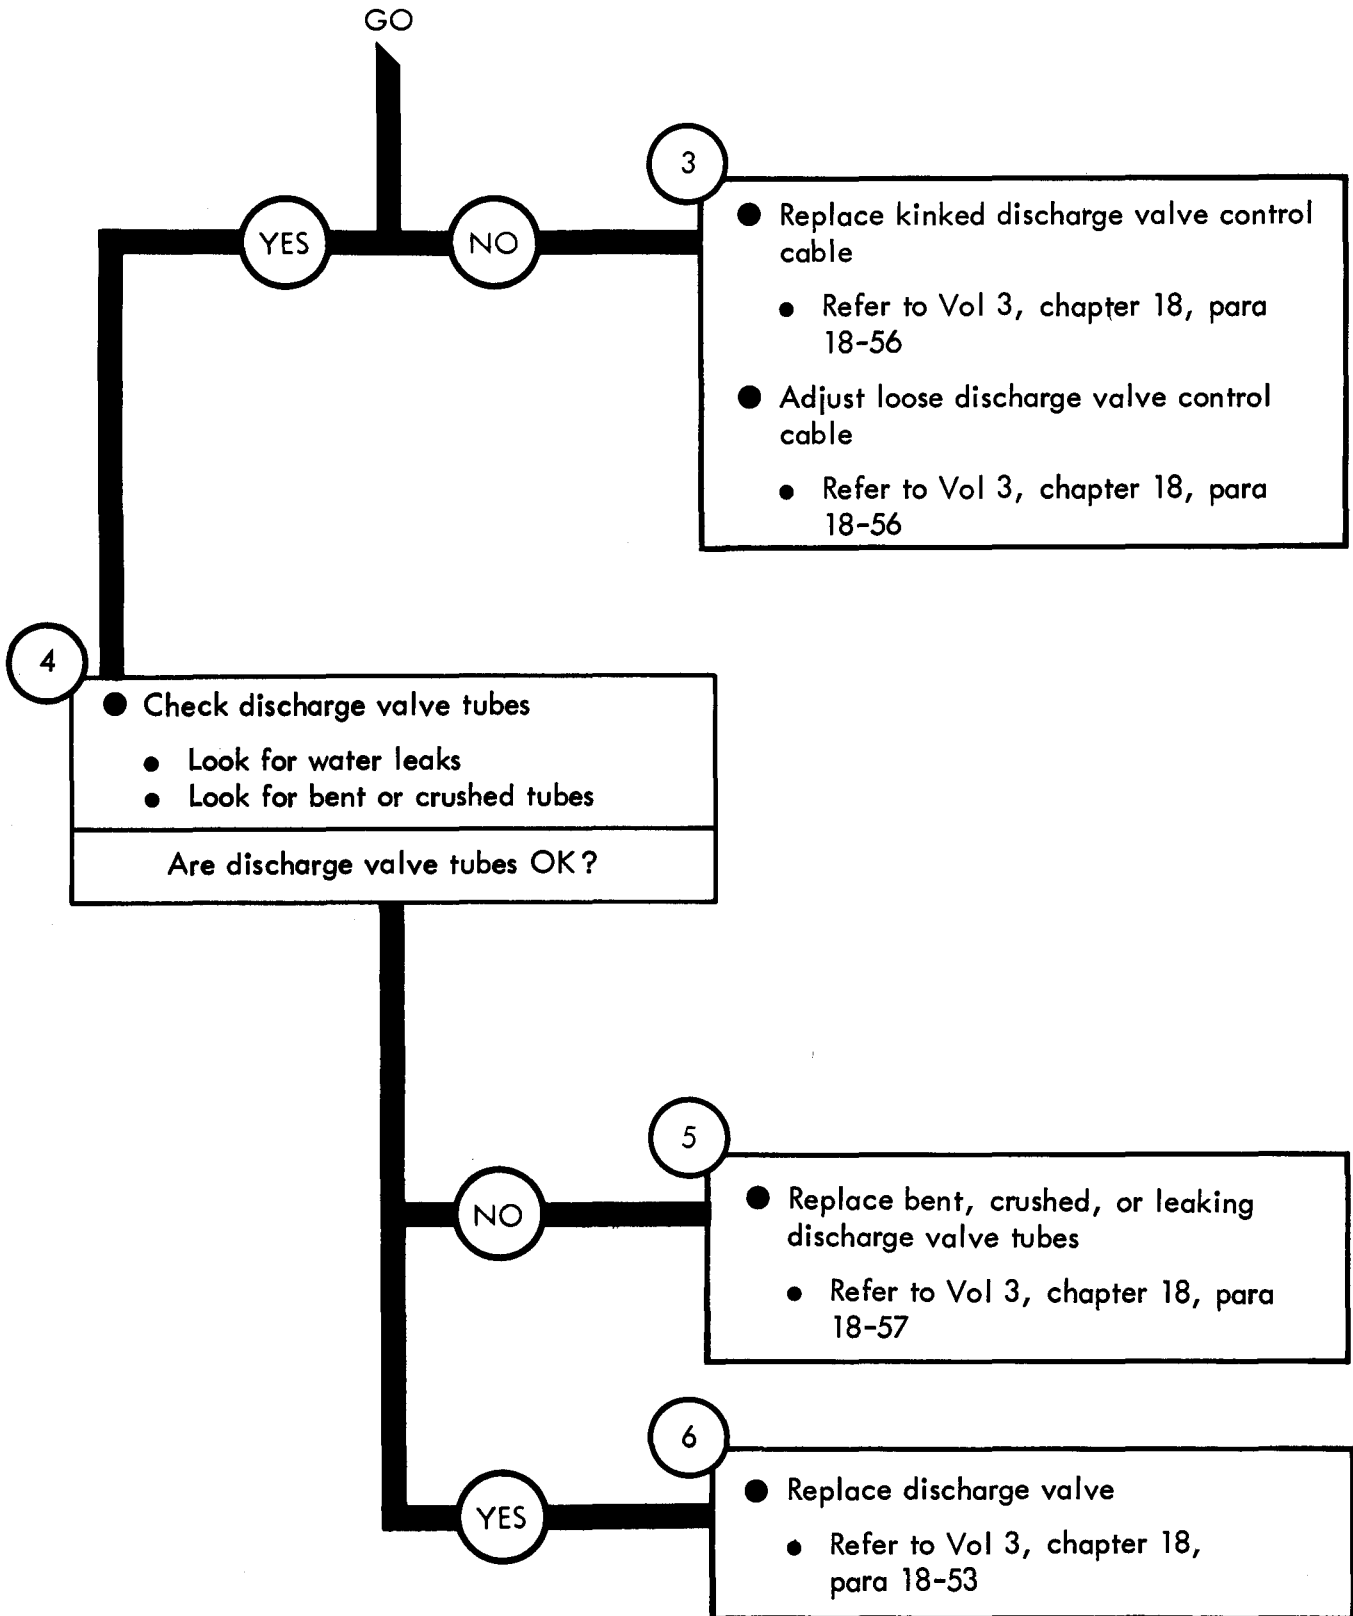 GO
YES
NO
3
● Replace kinked discharge valve control
cable
● Refer to Vol 3, chapter 18, para
18-56
● Adjust loose discharge valve control
cable
● Refer to Vol 3, chapter 18, para
18-56
4
● Check discharge valve tubes
● Look for water leaks
● Look for bent or crushed tubes
Are discharge valve tubes OK?
NO
5
● Replace bent, crushed, or leaking
discharge valve tubes
● Refer to Vol 3, chapter 18, para
18-57
YES
6
● Replace discharge valve
● Refer to Vol 3, chapter 18,
para 18-53